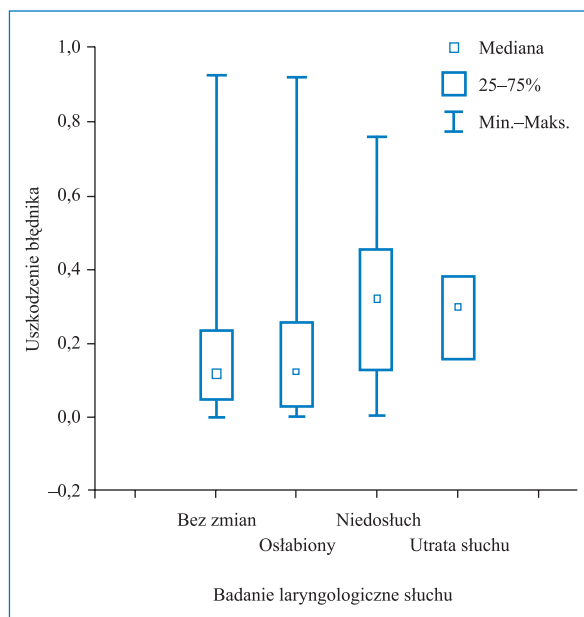 1,0
0,8
0,6
0,4
0,2
0,0
–0,2
Uszkodzenie błędnika
Mediana
25–75%
Min.–Maks.
Bez zmian
Niedosłuch
Osłabiony
Utrata słuchu
Badanie laryngologiczne słuchu